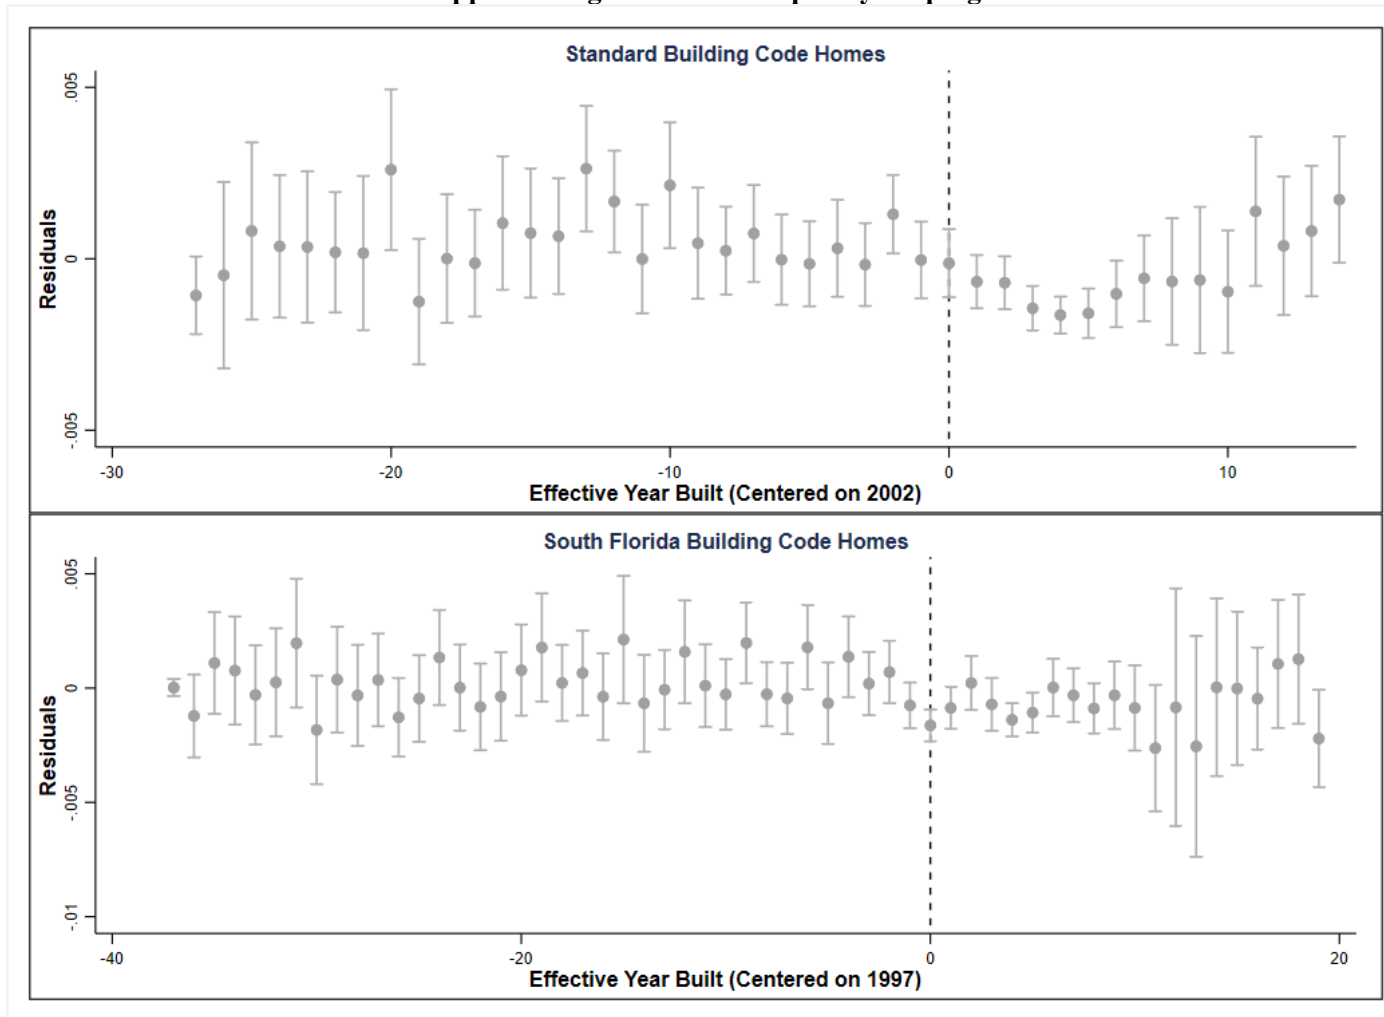 Standard Building Code Homes
.005
0
-.005
Residuals
-30
-20
-10
0
10
Effective Year Built (Centered on 2002)
South Florida Building Code Homes
.005
0
-.005
-.01
Residuals
-40
-20
0
20
Effective Year Built (Centered on 1997)